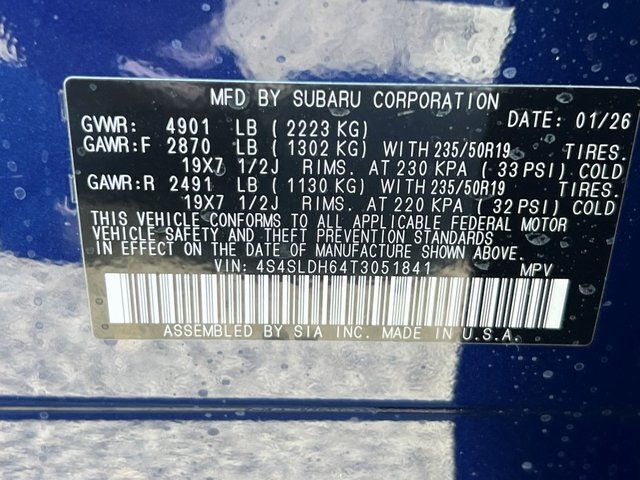 MFD BY SUBARU CORPORATION DATE: 01/26
GVWR: 4901 LB ( 2223 KG)
GAWR:F 2870 LB ( 1302 KG) WITH 235/50R19 TIRES.
19X7 1/2J RIMS. AT 230 KPA ( 33 PSI) COLD
GAWR:R 2491 LB ( 1130 KG) WITH 235/50R19 TIRES.
19X7 1/2J RIMS. AT 220 KPA ( 32 PSI) COLD
THIS VEHICLE CONFORMS TO ALL APPLICABLE FEDERAL MOTOR
VEHICLE SAFETY AND THEFT PREVENTION STANDARDS
IN EFFECT ON THE DATE OF MANUFACTURE SHOWN ABOVE.
VIN: 4S4SLDH64T3051841 MPV
ASSEMBLED BY SIA INC. MADE IN U.S.A.